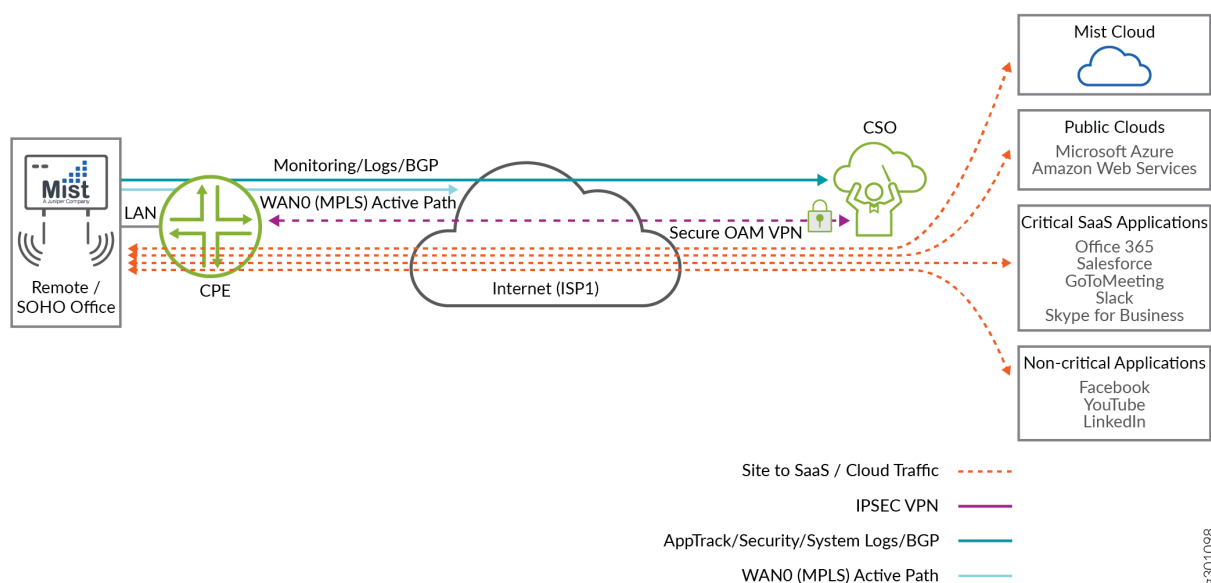 Mist Cloud
Public Clouds
Microsoft Azure
Amazon Web Services
CSO
Monitoring/Logs/BGP
Mist
A Juniper Company
LAN
WAN0 (MPLS) Active Path
Secure OAM VPN
Critical SaaS Applications
Office 365
Salesforce
GoToMeeting
Slack
Skype for Business
Remote /
SOHO Office
CPE
Internet (ISP1)
Non-critical Applications
Facebook
YouTube
LinkedIn
Site to SaaS / Cloud Traffic
IPSEC VPN
AppTrack/Security/System Logs/BGP
WAN0 (MPLS) Active Path
g301098